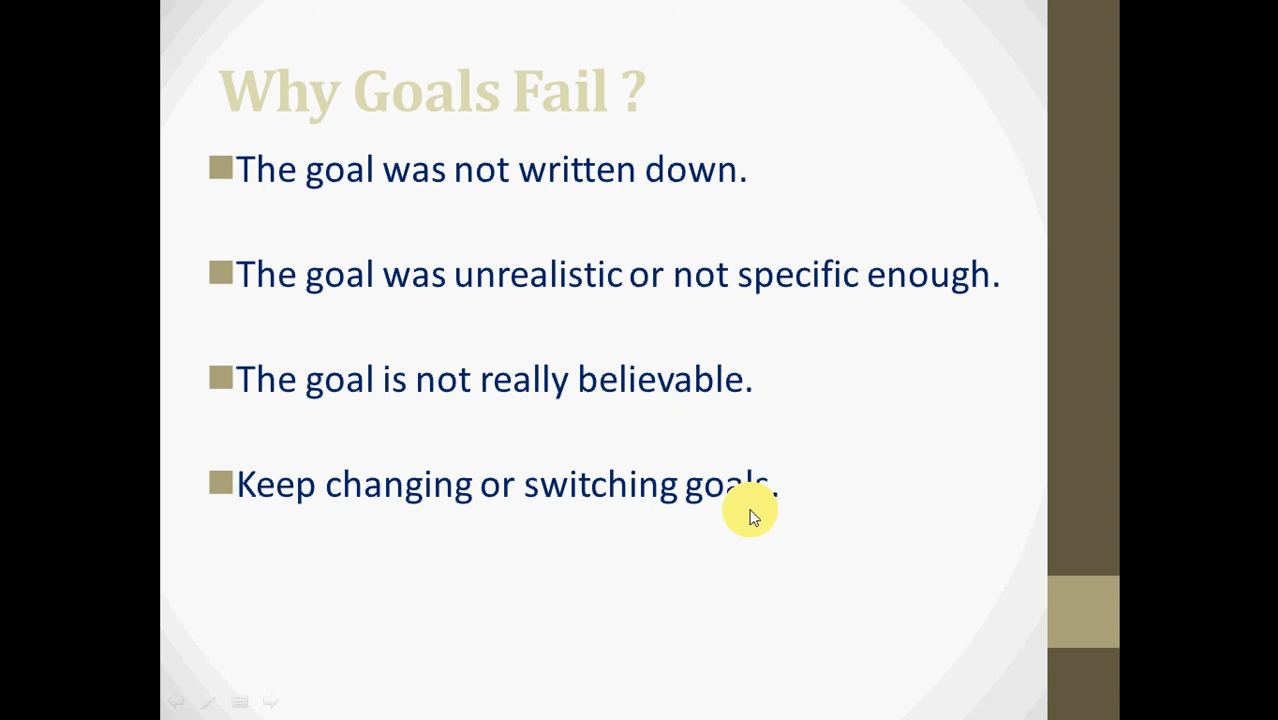 Why Goals Fail ?
The goal was not written down.
The goal was unrealistic or not specific enough.
The goal is not really believable.
Keep changing or switching goals.